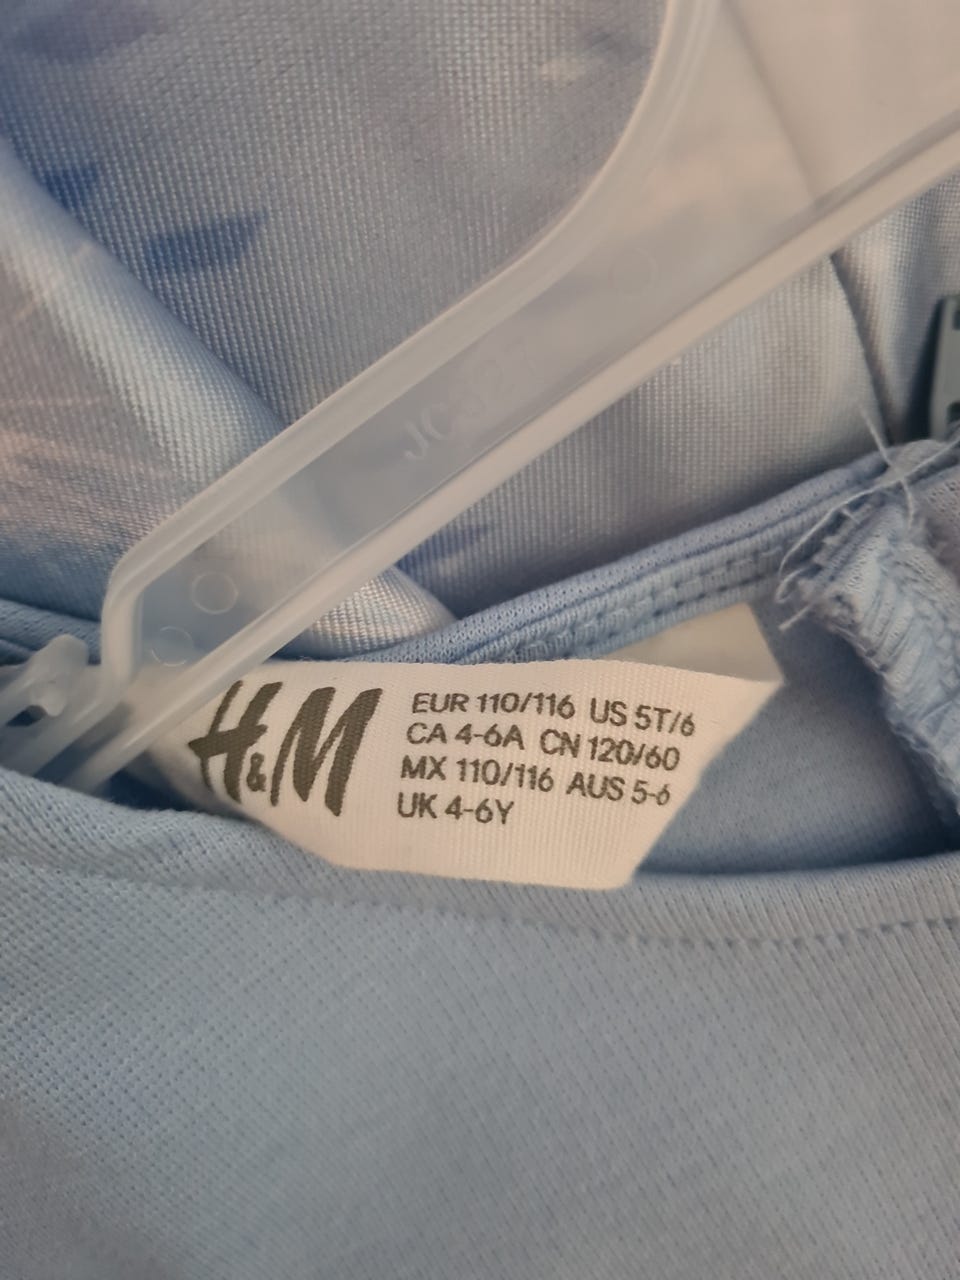 JC
H&M
EUR 110/116 US 5T/6
CA 4-6A CN 120/60
MX 110/116 AUS 5-6
UK 4-6Y